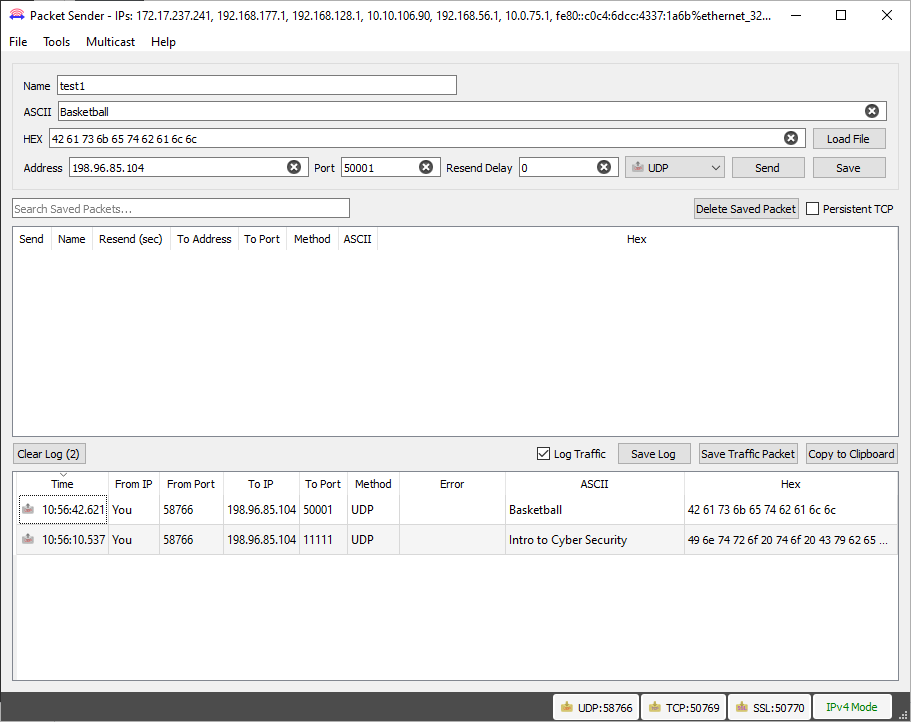 Packet Sender - IPs: 172.17.237.241, 192.168.177.1, 192.168.128.1, 10.10.106.90, 192.168.56.1, 10.0.75.1, fe80::c0c4:6dcc:4337:1a6b%ethernet_32...
File Tools Multicast Help
Name test1
ASCII Basketball
HEX 42 61 73 6b 65 74 62 61 6c 6c Load File
Address 198.96.85.104 Port 50001 Resend Delay 0 UDP Send Save
Search Saved Packets... Delete Saved Packet Persistent TCP
Send Name Resend (sec) To Address To Port Method ASCII Hex
Clear Log (2) Log Traffic Save Log Save Traffic Packet Copy to Clipboard
Time From IP From Port To IP To Port Method Error ASCII Hex
10:56:42.621 You 58766 198.96.85.104 50001 UDP Basketball 42 61 73 6b 65 74 62 61 6c 6c
10:56:10.537 You 58766 198.96.85.104 11111 UDP Intro to Cyber Security 49 6e 74 72 6f 20 74 6f 20 43 79 62 65 ...
UDP:58766 TCP:50769 SSL:50770 IPv4 Mode